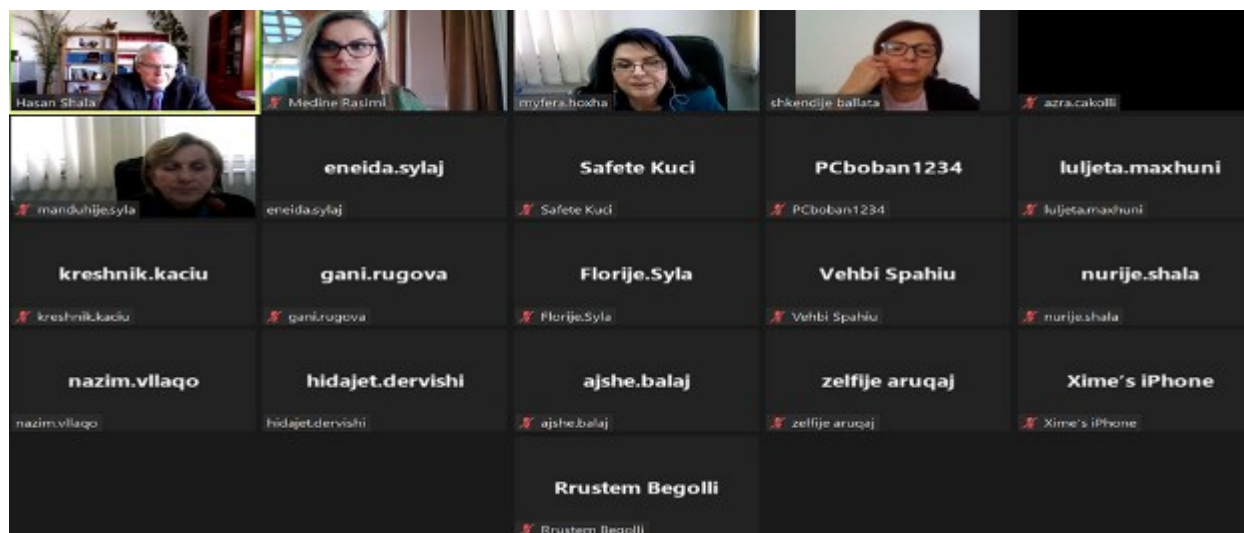 Hasan Shala
Medine Rasimi
myfera.hoxha
shkendije ballata
azra.cakolli
manduhije.syla
eneida.sylaj
eneida.sylaj
Safete Kuci
Safete Kuci
PCboban1234
PCboban1234
luljeta.maxhuni
luljeta.maxhuni
kreshnik.kaciu
kreshnik.kaciu
gani.rugova
gani.rugova
Florije.Syla
Florije.Syla
Vehbi Spahiu
Vehbi Spahiu
nurije.shala
nurije.shala
nazim.vllaqo
nazim.vllaqo
hidajet.dervishi
hidajet.dervishi
ajshe.balaj
ajshe.balaj
zelfije aruqaj
zelfije aruqaj
Xime's iPhone
Xime's iPhone
Rrustem Begolli
Rrustem Begolli